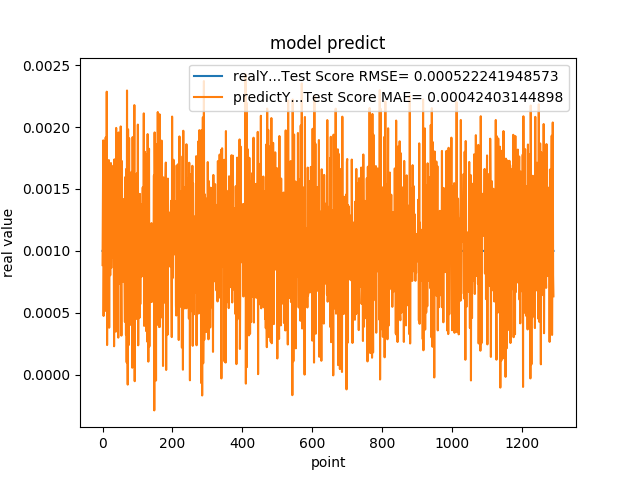 model predict
realY...Test Score RMSE= 0.000522241948573
predictY...Test Score MAE= 0.00042403144898
0.0025
0.0020
0.0015
0.0010
0.0005
0.0000
real value
0 200 400 600 800 1000 1200
point